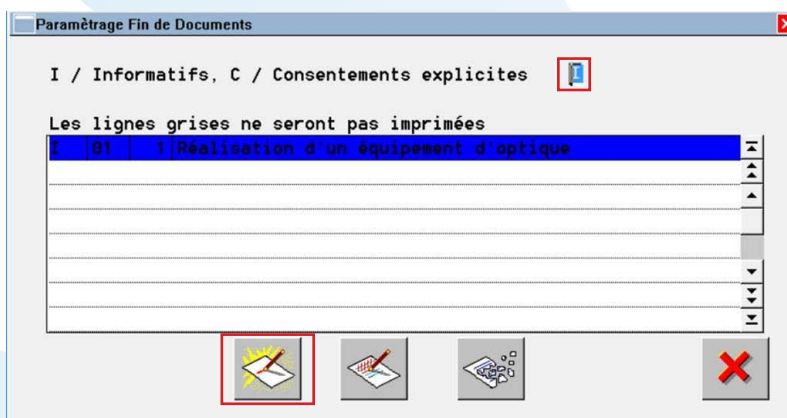 Paramètrage Fin de Documents
I / Informatifs, C / Consentements explicites I
Les lignes grises ne seront pas imprimées
I 01 1 Réalisation d'un équipement d'optique